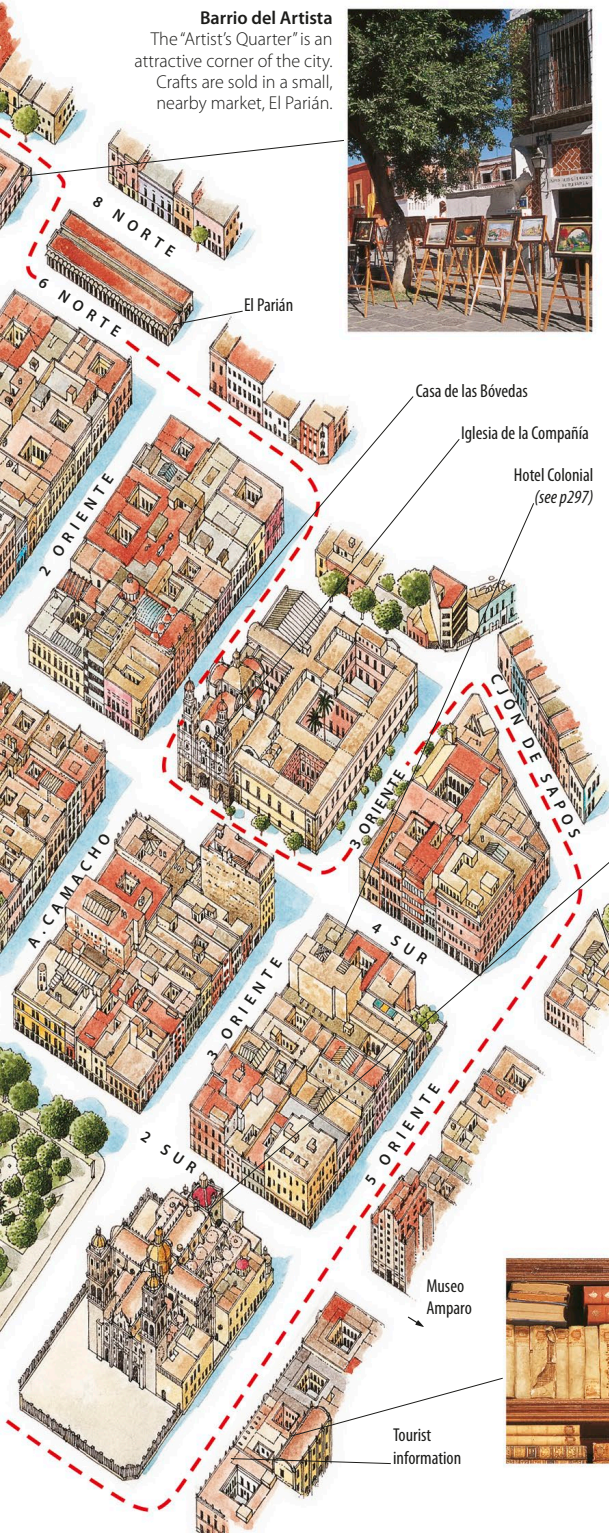 Barrio del Artista
The “Artist’s Quarter” is an
attractive corner of the city.
Crafts are sold in a small,
nearby market, El Parián.
8 NORTE
6 NORTE
El Parián
Casa de las Bóvedas
Iglesia de la Compañía
Hotel Colonial
(see p297)
2 ORIENTE
CJÓN DE SAPOS
3 ORIENTE
A. CAMACHO
4 SUR
3 ORIENTE
2 SUR
5 ORIENTE
Museo
Amparo
Tourist
information